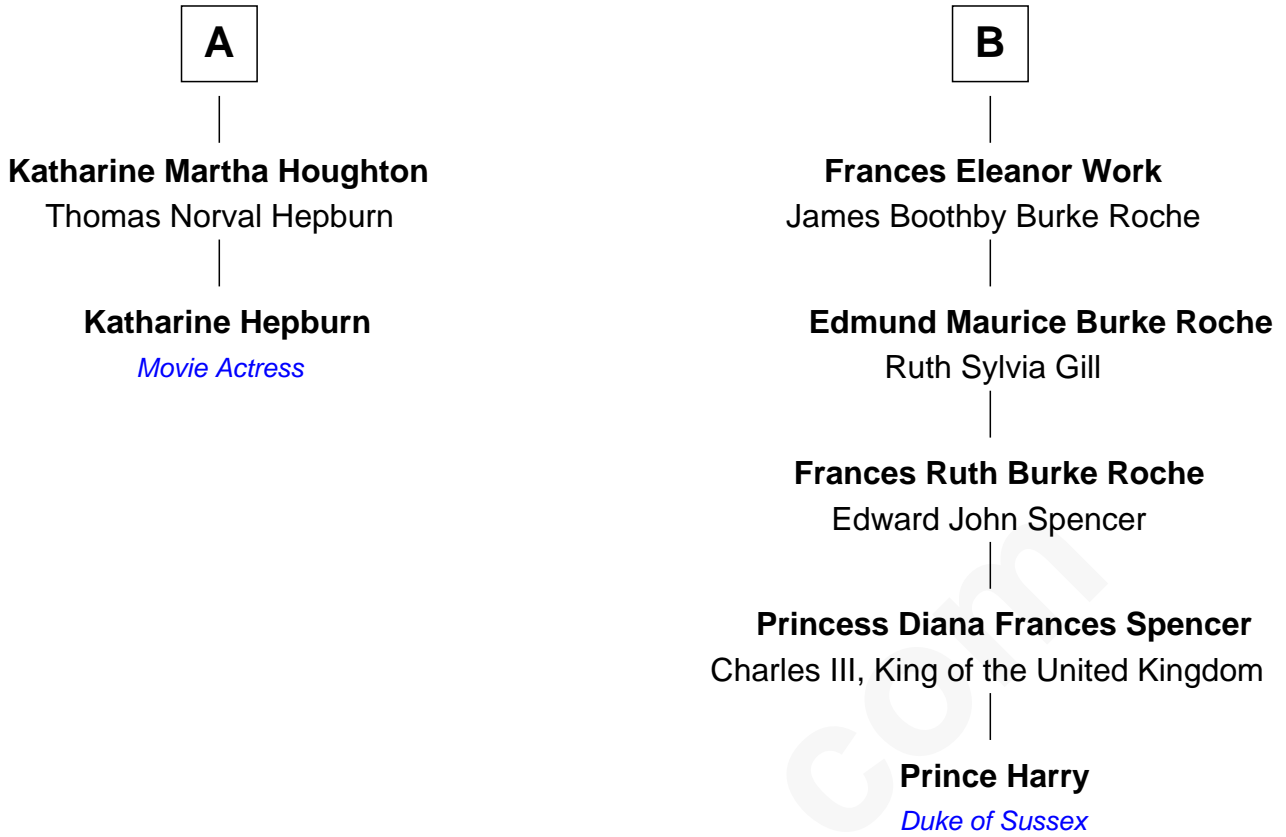 A
Katharine Martha Houghton
Thomas Norval Hepburn
Katharine Hepburn
Movie Actress
B
Frances Eleanor Work
James Boothby Burke Roche
Edmund Maurice Burke Roche
Ruth Sylvia Gill
Frances Ruth Burke Roche
Edward John Spencer
Princess Diana Frances Spencer
Charles III, King of the United Kingdom
Prince Harry
Duke of Sussex
com